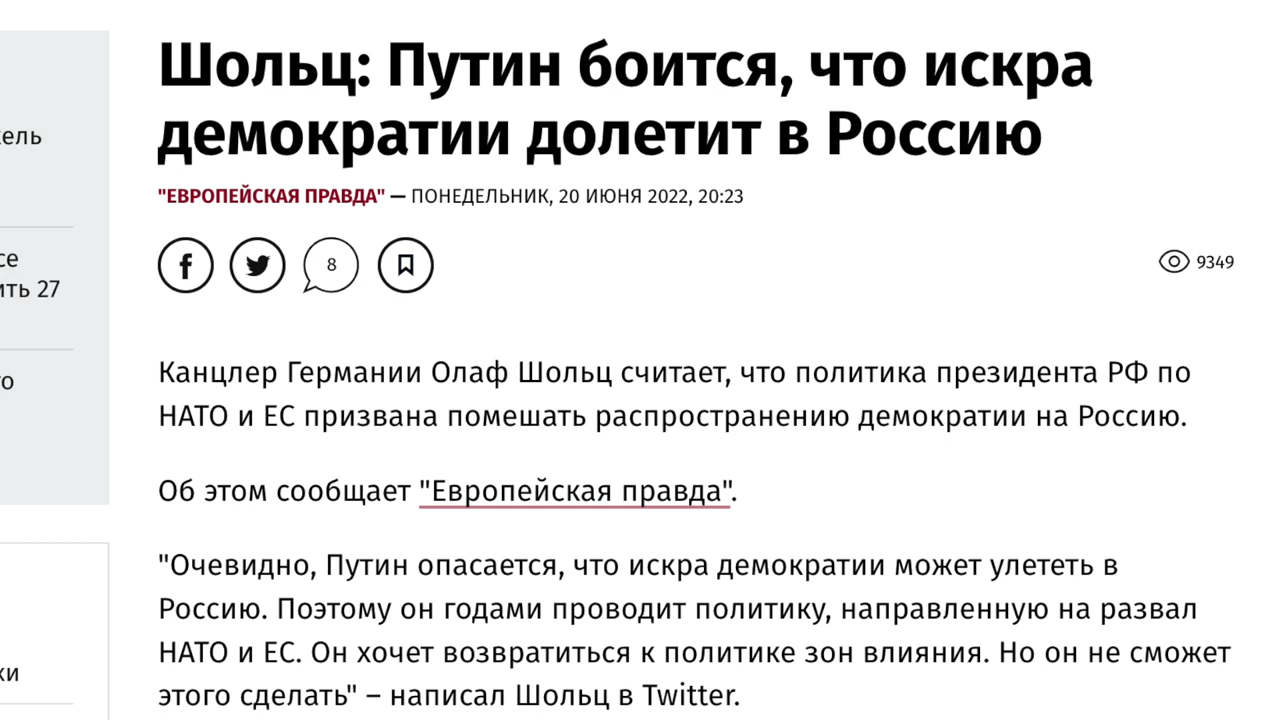 Шольц: Путин боится, что искра
демократии долетит в Россию
"ЕВРОПЕЙСКАЯ ПРАВДА" — ПОНЕДЕЛЬНИК, 20 ИЮНЯ 2022, 20:23
8
9349
Канцлер Германии Олаф Шольц считает, что политика президента РФ по
НАТО и ЕС призвана помешать распространению демократии на Россию.
Об этом сообщает "Европейская правда".
"Очевидно, Путин опасается, что искра демократии может улететь в
Россию. Поэтому он годами проводит политику, направленную на развал
НАТО и ЕС. Он хочет возвратиться к политике зон влияния. Но он не сможет
этого сделать" – написал Шольц в Twitter.
27